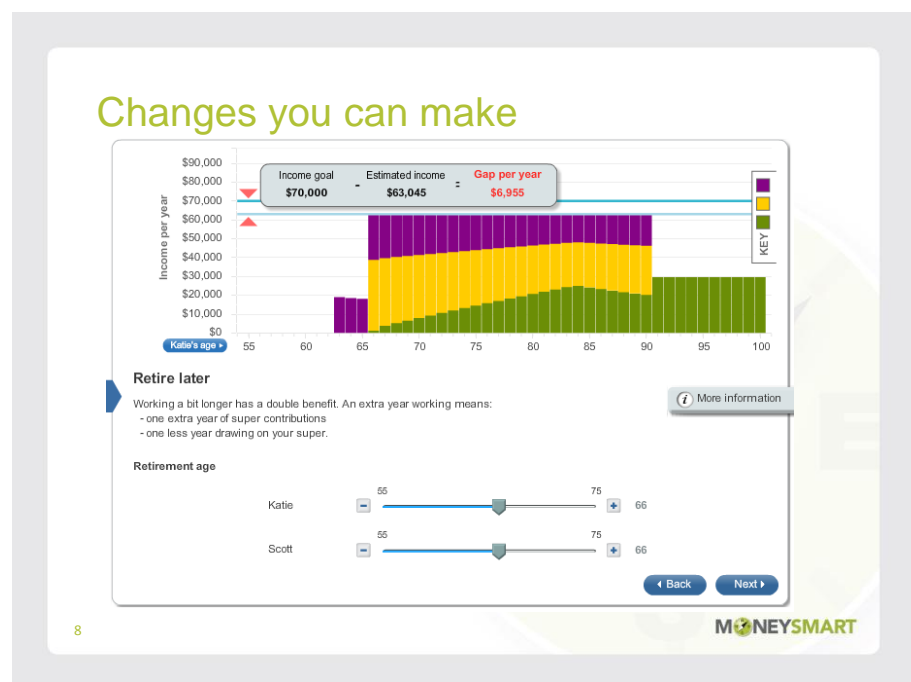 Changes you can make
$90,000
$80,000
$70,000
$60,000
$50,000
$40,000
$30,000
$20,000
$10,000
$0
Income per year
Income goal - Estimated income = Gap per year
$70,000 $63,045 $6,955
KEY
Katie's age
55 60 65 70 75 80 85 90 95 100
Retire later
More information
Working a bit longer has a double benefit. An extra year working means:
- one extra year of super contributions
- one less year drawing on your super.
Retirement age
55 75
Katie 66
55 75
Scott 66
Back Next
8
MONEYSMART